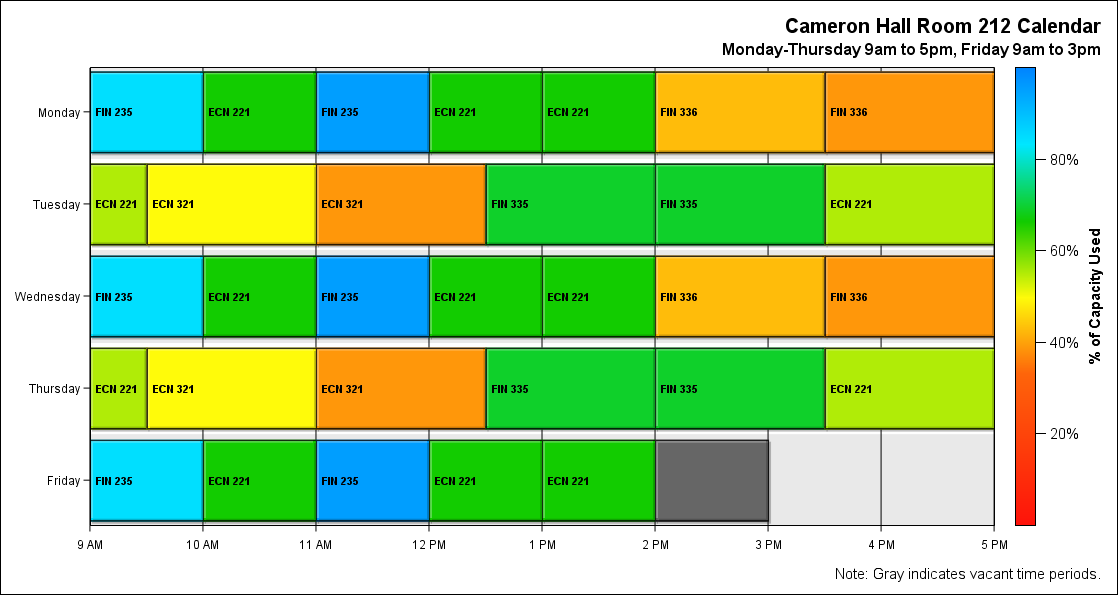 Cameron Hall Room 212 Calendar
Monday-Thursday 9am to 5pm, Friday 9am to 3pm
Monday FIN 235 ECN 221 FIN 235 ECN 221 ECN 221 FIN 336 FIN 336
80%
Tuesday ECN 221 ECN 321 ECN 321 FIN 335 FIN 335 ECN 221
60%
Wednesday FIN 235 ECN 221 FIN 235 ECN 221 ECN 221 FIN 336 FIN 336
% of Capacity Used
40%
Thursday ECN 221 ECN 321 ECN 321 FIN 335 FIN 335 ECN 221
20%
Friday FIN 235 ECN 221 FIN 235 ECN 221 ECN 221
9 AM 10 AM 11 AM 12 PM 1 PM 2 PM 3 PM 4 PM 5 PM
Note: Gray indicates vacant time periods.